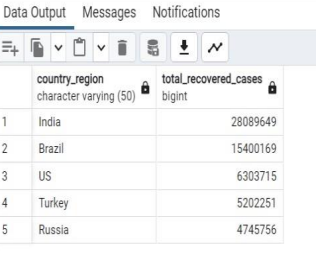 Data Output Messages Notifications
country_region total_recovered_cases
character varying (50) bigint
1 India 28089649
2 Brazil 15400169
3 US 6303715
4 Turkey 5202251
5 Russia 4745756